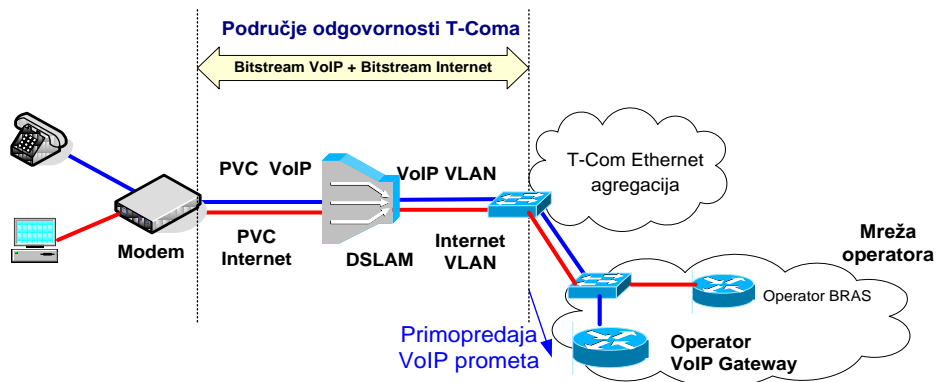 Područje odgovornosti T-Coma
Bitstream VoIP + Bitstream Internet
PVC VoIP
VoIP VLAN
T-Com Ethernet
agregacija
Modem
PVC
Internet
DSLAM
Internet
VLAN
Mreža
operatora
Operator BRAS
Primopredaja
VoIP prometa
Operator
VoIP Gateway